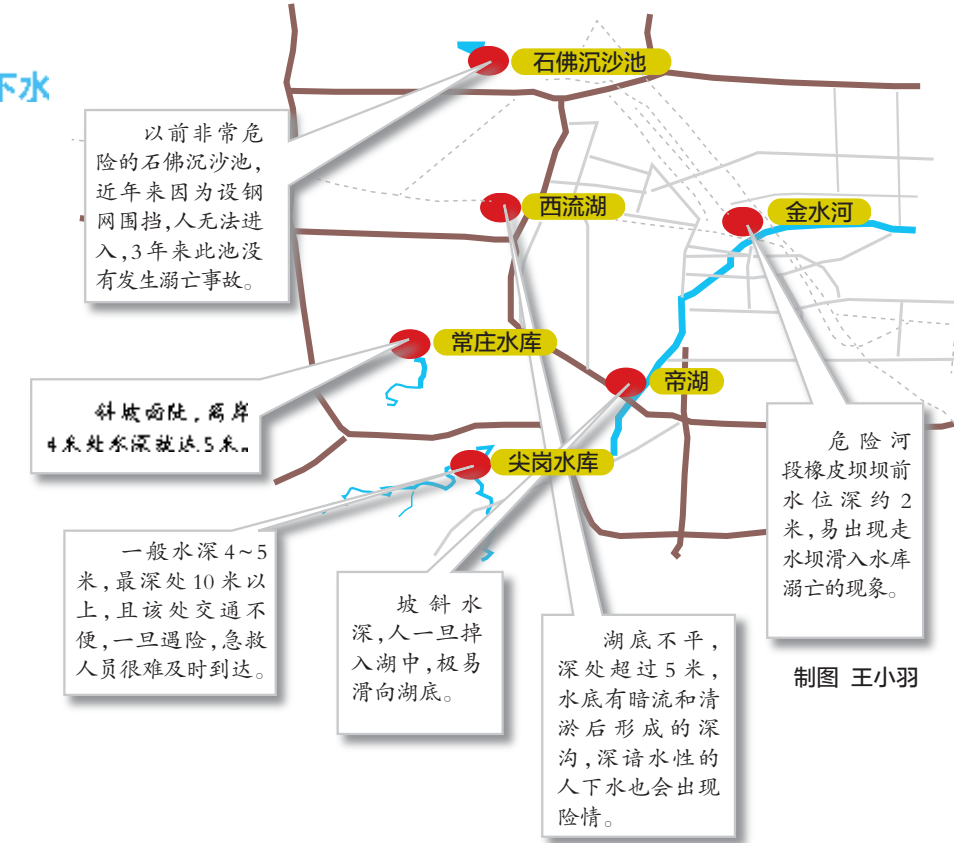 下水
石佛沉沙池
以前非常危
险的石佛沉沙池,
近年来因为设钢
网围挡,人无法进
入,3年来此池没
有发生溺亡事故。
西流湖
金水河
常庄水库
帝湖
斜坡面陡,离岸
4米处水深就达5米。
尖岗水库
危险河
段橡皮坝坝前
水位深约2
米,易出现走
水坝滑入水库
溺亡的现象。
一般水深4~5
米,最深处10米以
上,且该处交通不
便,一旦遇险,急救
人员很难及时到达。
坡斜水
深,人一旦掉
入湖中,极易
滑向湖底。
湖底不平,
深处超过5米,
水底有暗流和清
淤后形成的深
沟,深谙水性的
人下水也会出现
险情。
制图 王小羽